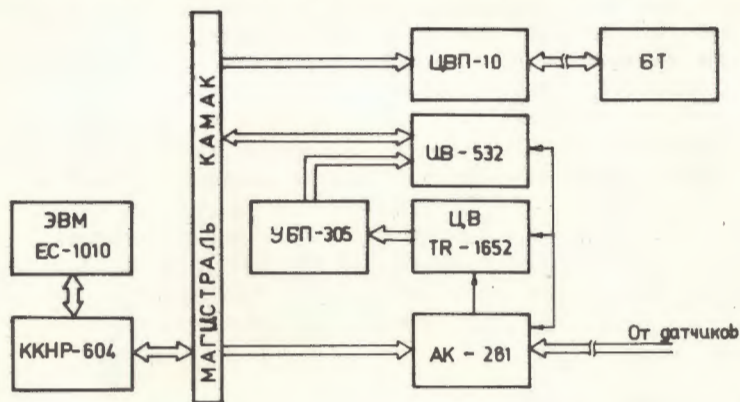 ЦВП-10
БТ
МАГИСТРАЛЬ КАМАК
ЦВ-532
ЭВМ
ЕС-1010
УБП-305
ЦВ
TR-1652
ККНР-604
АК-281
От датчиков